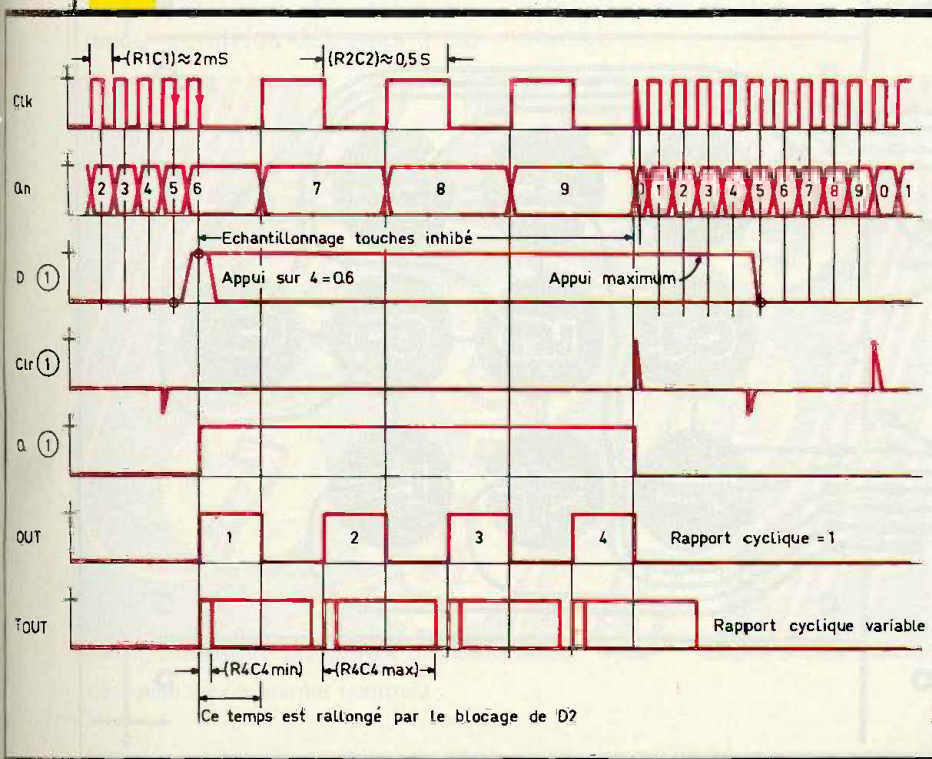 (R1C1)≈2mS (R2C2)≈0,5S
Clk
Qn 2 3 4 5 6 7 8 9 0 1 2 3 4 5 6 7 8 9 0 1
Echantillonnage touches inhibé
D ①
Appui sur 4=Q6 Appui maximum
Clr ①
Q ①
OUT 1 2 3 4 Rapport cyclique = 1
TOUT Rapport cyclique variable
(R4C4 min) (R4C4 max)
Ce temps est rallongé par le blocage de D2